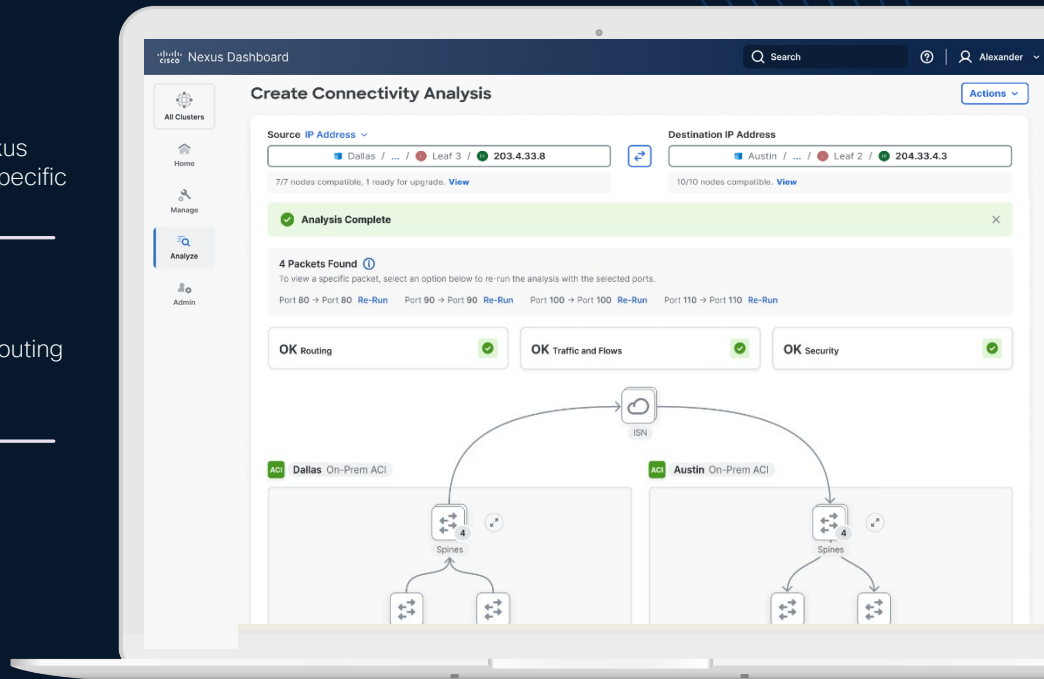 xus
pecific
outing
cisco Nexus Dashboard
Search
Alexander
All Clusters
Home
Manage
Analyze
Admin
Create Connectivity Analysis
Actions
Source IP Address
Destination IP Address
Dallas / ... / Leaf 3 / 203.4.33.8
Austin / ... / Leaf 2 / 204.33.4.3
7/7 nodes compatible, 1 ready for upgrade. View
10/10 nodes compatible. View
Analysis Complete
4 Packets Found
To view a specific packet, select an option below to re-run the analysis with the selected ports.
Port 80 → Port 80 Re-Run Port 90 → Port 90 Re-Run Port 100 → Port 100 Re-Run Port 110 → Port 110 Re-Run
OK Routing
OK Traffic and Flows
OK Security
ISN
ACI Dallas On-Prem ACI
ACI Austin On-Prem ACI
4
Spines
4
Spines